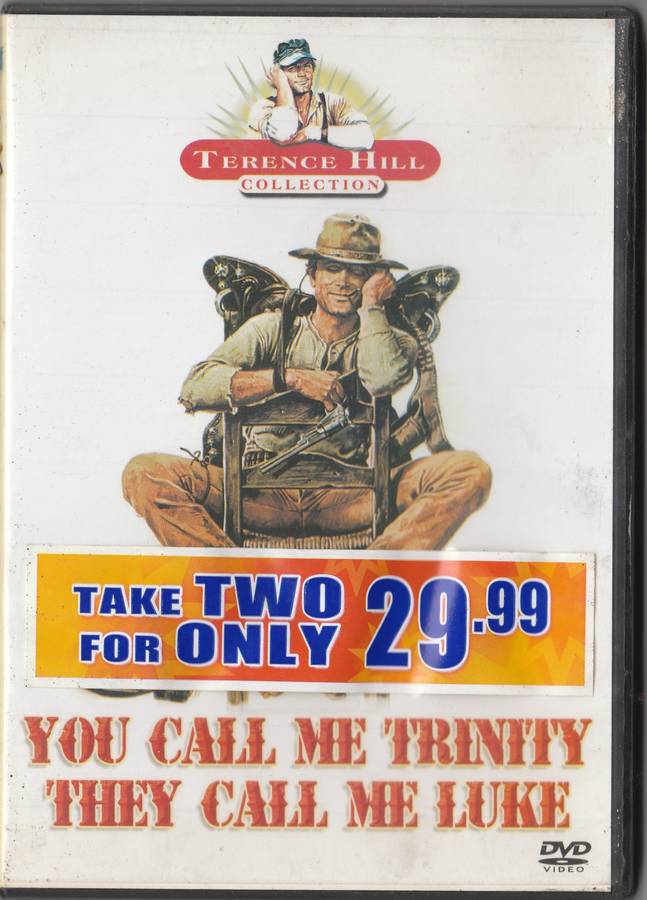 TERENCE HILL
COLLECTION
TAKE TWO
FOR ONLY 29.99
YOU CALL ME TRINITY
THEY CALL ME LUKE
DVD
VIDEO